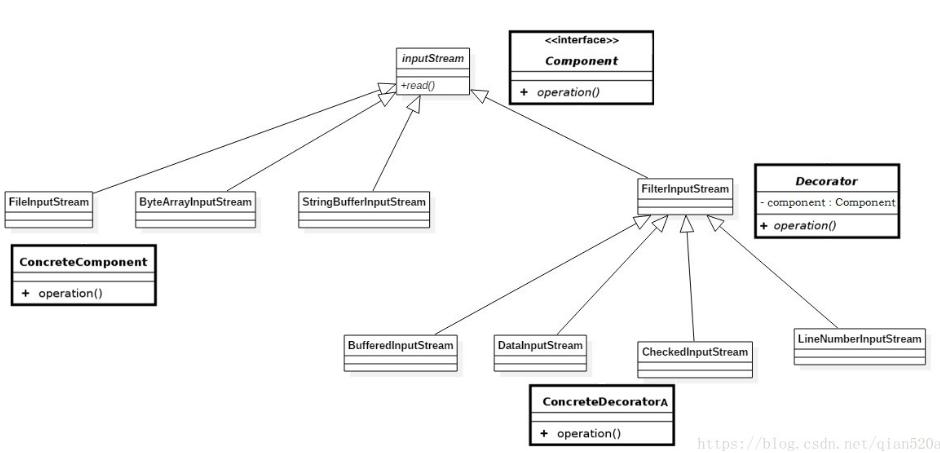 <<interface>>
inputStream
Component
+read()
+ operation()
Decorator
FileInputStream
ByteArrayInputStream
StringBufferInputStream
FilterInputStream
- component : Component
+ operation()
ConcreteComponent
+ operation()
BufferedInputStream
DataInputStream
CheckedInputStream
LineNumberInputStream
ConcreteDecoratorA
+ operation()
https://blog.csdn.net/qian520a